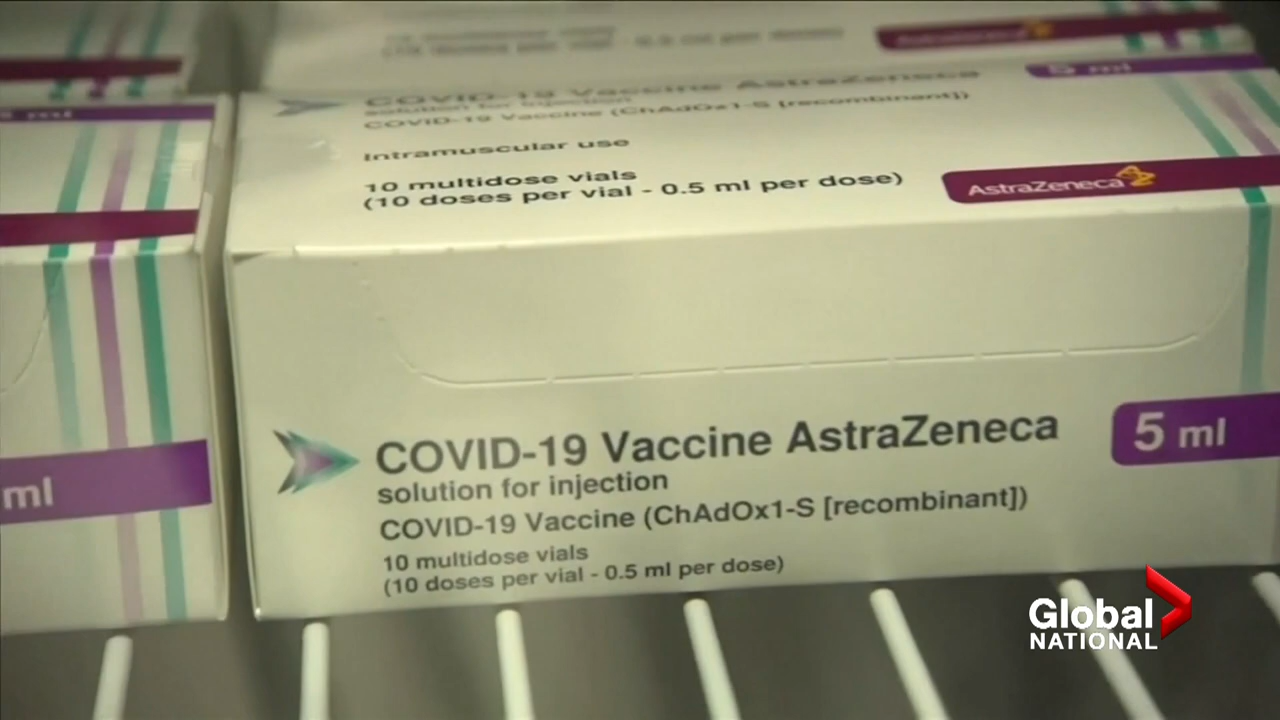 AstraZeneca
5 ml
COVID-19 Vaccine AstraZeneca
solution for injection
COVID-19 Vaccine (ChAdOx1-S [recombinant])
Intramuscular use
10 multidose vials
(10 doses per vial - 0.5 ml per dose)
AstraZeneca
COVID-19 Vaccine AstraZeneca
5 ml
solution for injection
COVID-19 Vaccine (ChAdOx1-S [recombinant])
10 multidose vials
(10 doses per vial - 0.5 ml per dose)
ml
Global
NATIONAL